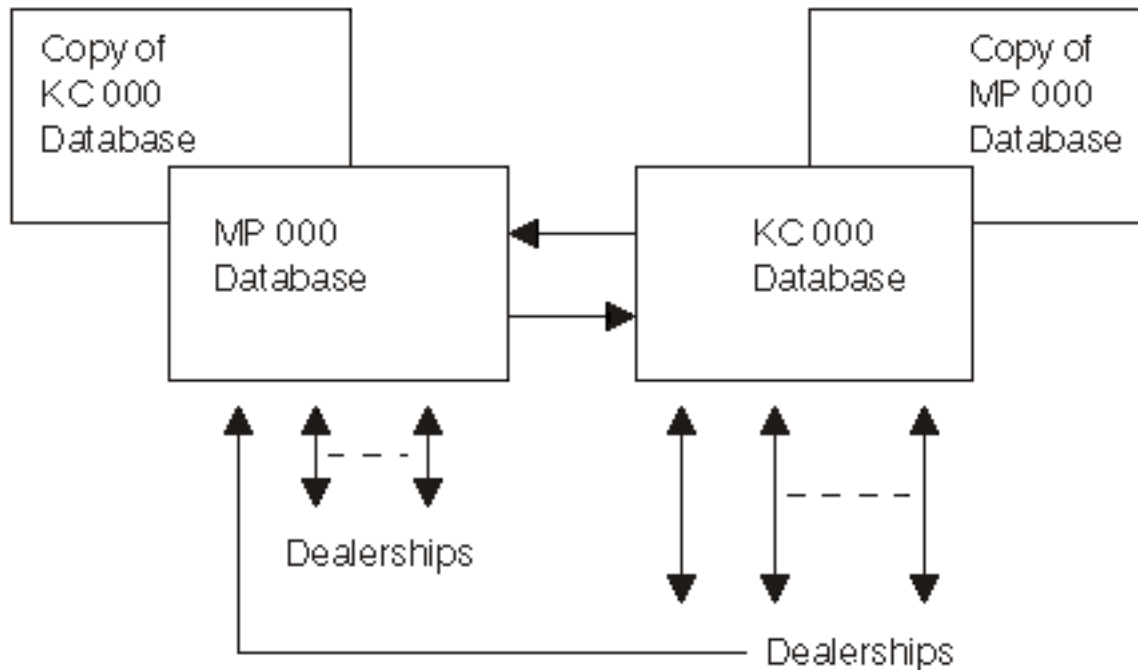 Copy of
KC 000
Database
Copy of
MP 000
Database
MP 000
Database
KC 000
Database
Dealerships
Dealerships